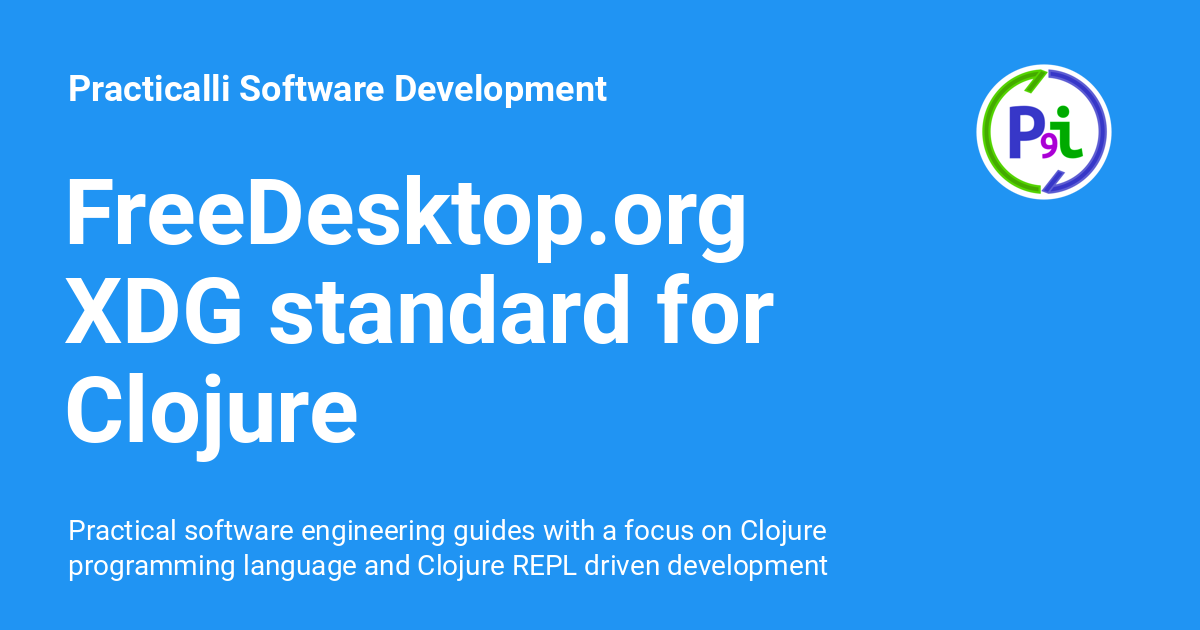 Practicalli Software Development
P9i
FreeDesktop.org
XDG standard for
Clojure
Practical software engineering guides with a focus on Clojure
programming language and Clojure REPL driven development